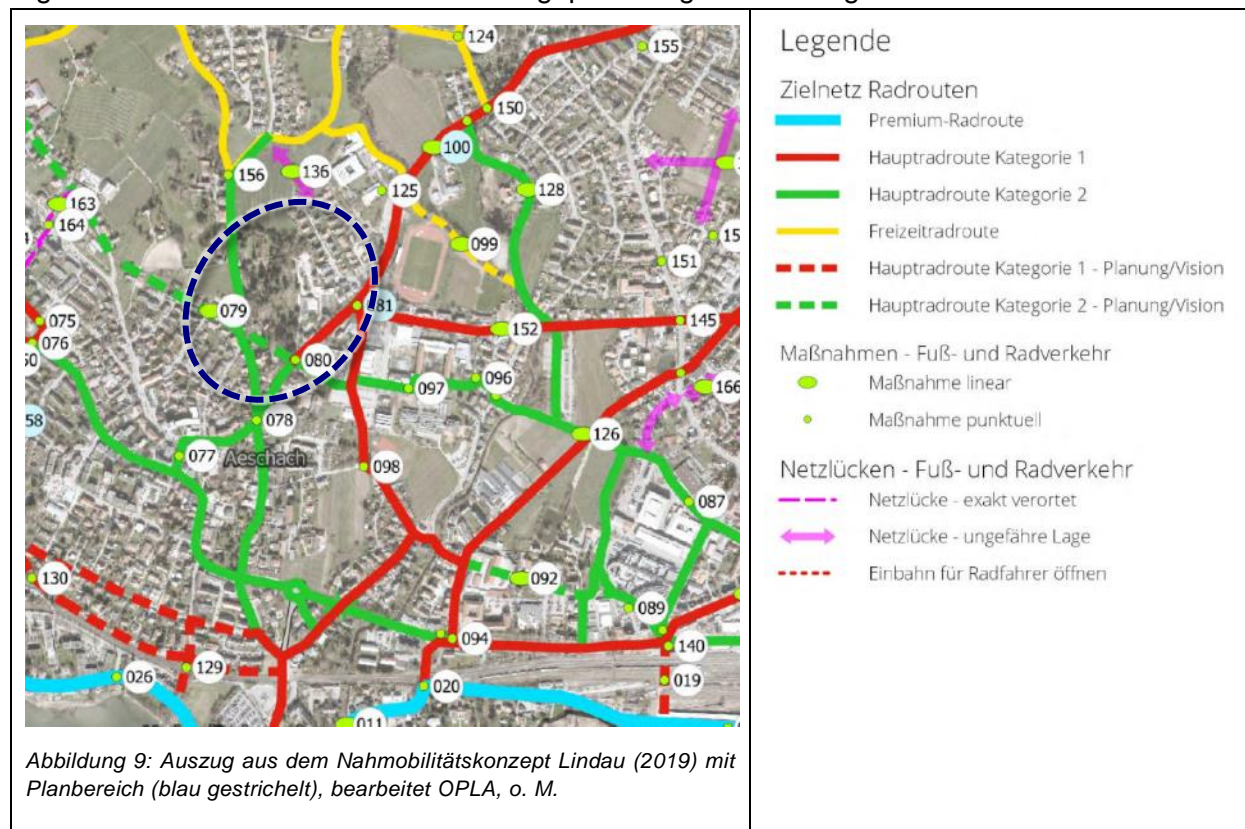 124
155
150
100
136
156
125
128
163
164
099
151
079
081
075
076
152
145
080
097
096
166
58
078
126
077
Aeschach
098
087
130
092
089
094
140
129
026
020
019
011
Abbildung 9: Auszug aus dem Nahmobilitätskonzept Lindau (2019) mit
Planbereich (blau gestrichelt), bearbeitet OPLA, o. M.
Legende
Zielnetz Radrouten
Premium-Radroute
Hauptradroute Kategorie 1
Hauptradroute Kategorie 2
Freizeitradroute
Hauptradroute Kategorie 1 - Planung/Vision
Hauptradroute Kategorie 2 - Planung/Vision
Maßnahmen - Fuß- und Radverkehr
Maßnahme linear
Maßnahme punktuell
Netzlücken - Fuß- und Radverkehr
Netzlücke - exakt verortet
Netzlücke - ungefähre Lage
Einbahn für Radfahrer öffnen